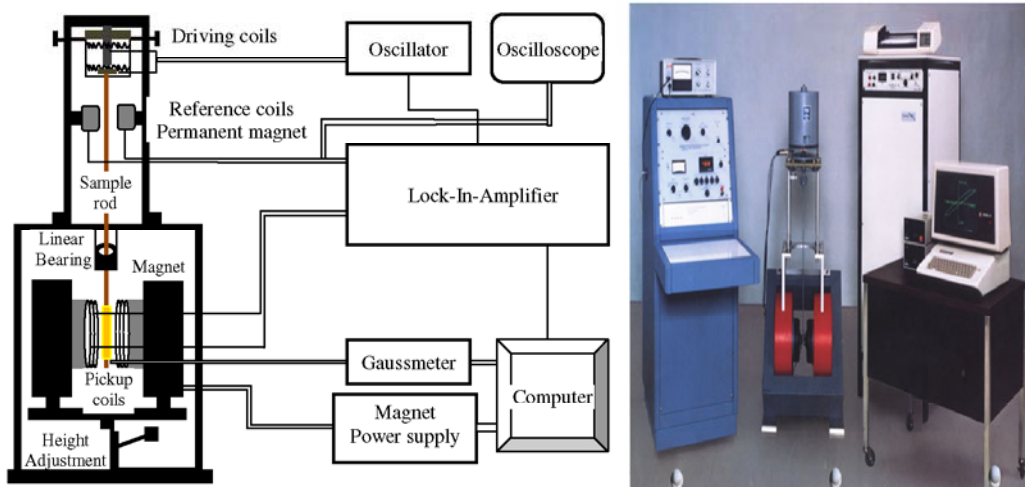 Driving coils
Oscillator
Oscilloscope
Reference coils
Permanent magnet
Sample
rod
Lock-In-Amplifier
Linear
Bearing
Magnet
Gaussmeter
Pickup
coils
Computer
Magnet
Power supply
Height
Adjustment